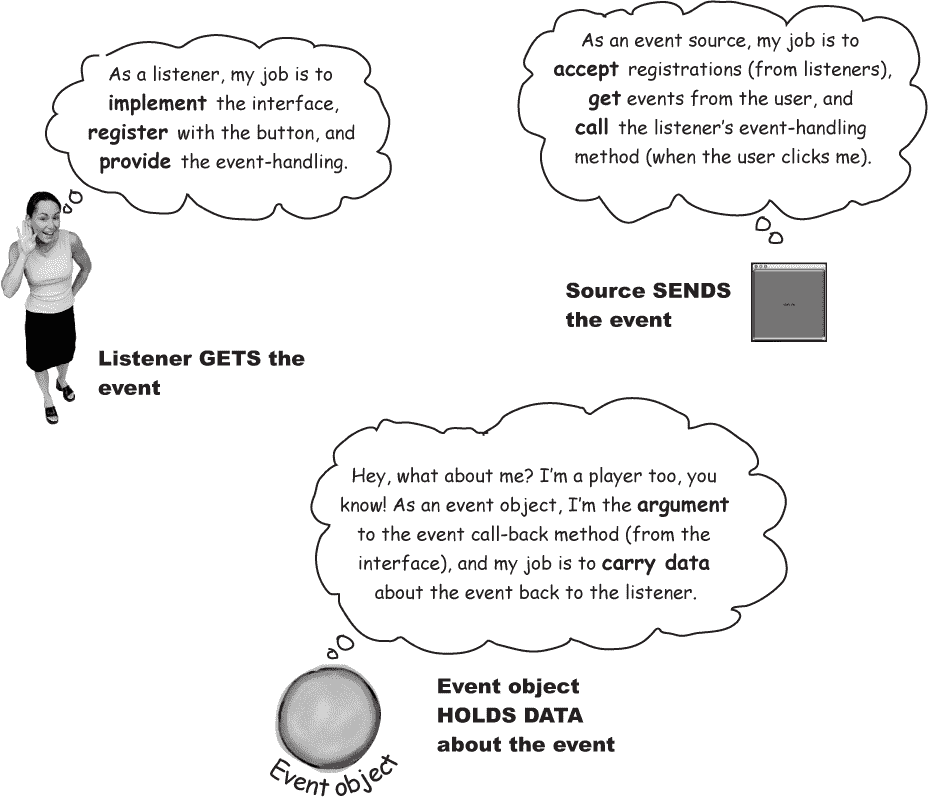 As a listener, my job is to
implement the interface,
register with the button, and
provide the event-handling.
As an event source, my job is to
accept registrations (from listeners),
get events from the user, and
call the listener's event-handling
method (when the user clicks me).
Source SENDS
the event
Listener GETS the
event
Hey, what about me? I'm a player too, you
know! As an event object, I'm the argument
to the event call-back method (from the
interface), and my job is to carry data
about the event back to the listener.
Event object
HOLDS DATA
about the event
Event object